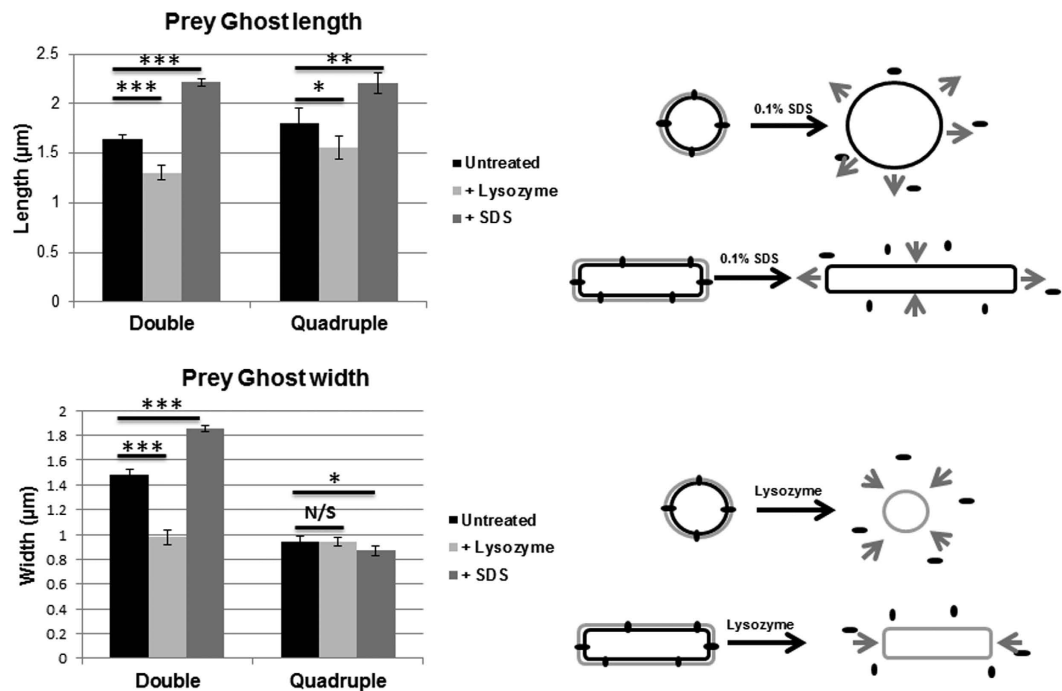 Prey Ghost length
Length (µm)
2.5
2
1.5
1
0.5
0
***
***
**
*
Double
Quadruple
Untreated
+ Lysozyme
+ SDS
0.1% SDS
0.1% SDS
Prey Ghost width
Width (µm)
2
1.8
1.6
1.4
1.2
1
0.8
0.6
0.4
0.2
0
***
***
*
N/S
Double
Quadruple
Untreated
+ Lysozyme
+ SDS
Lysozyme
Lysozyme